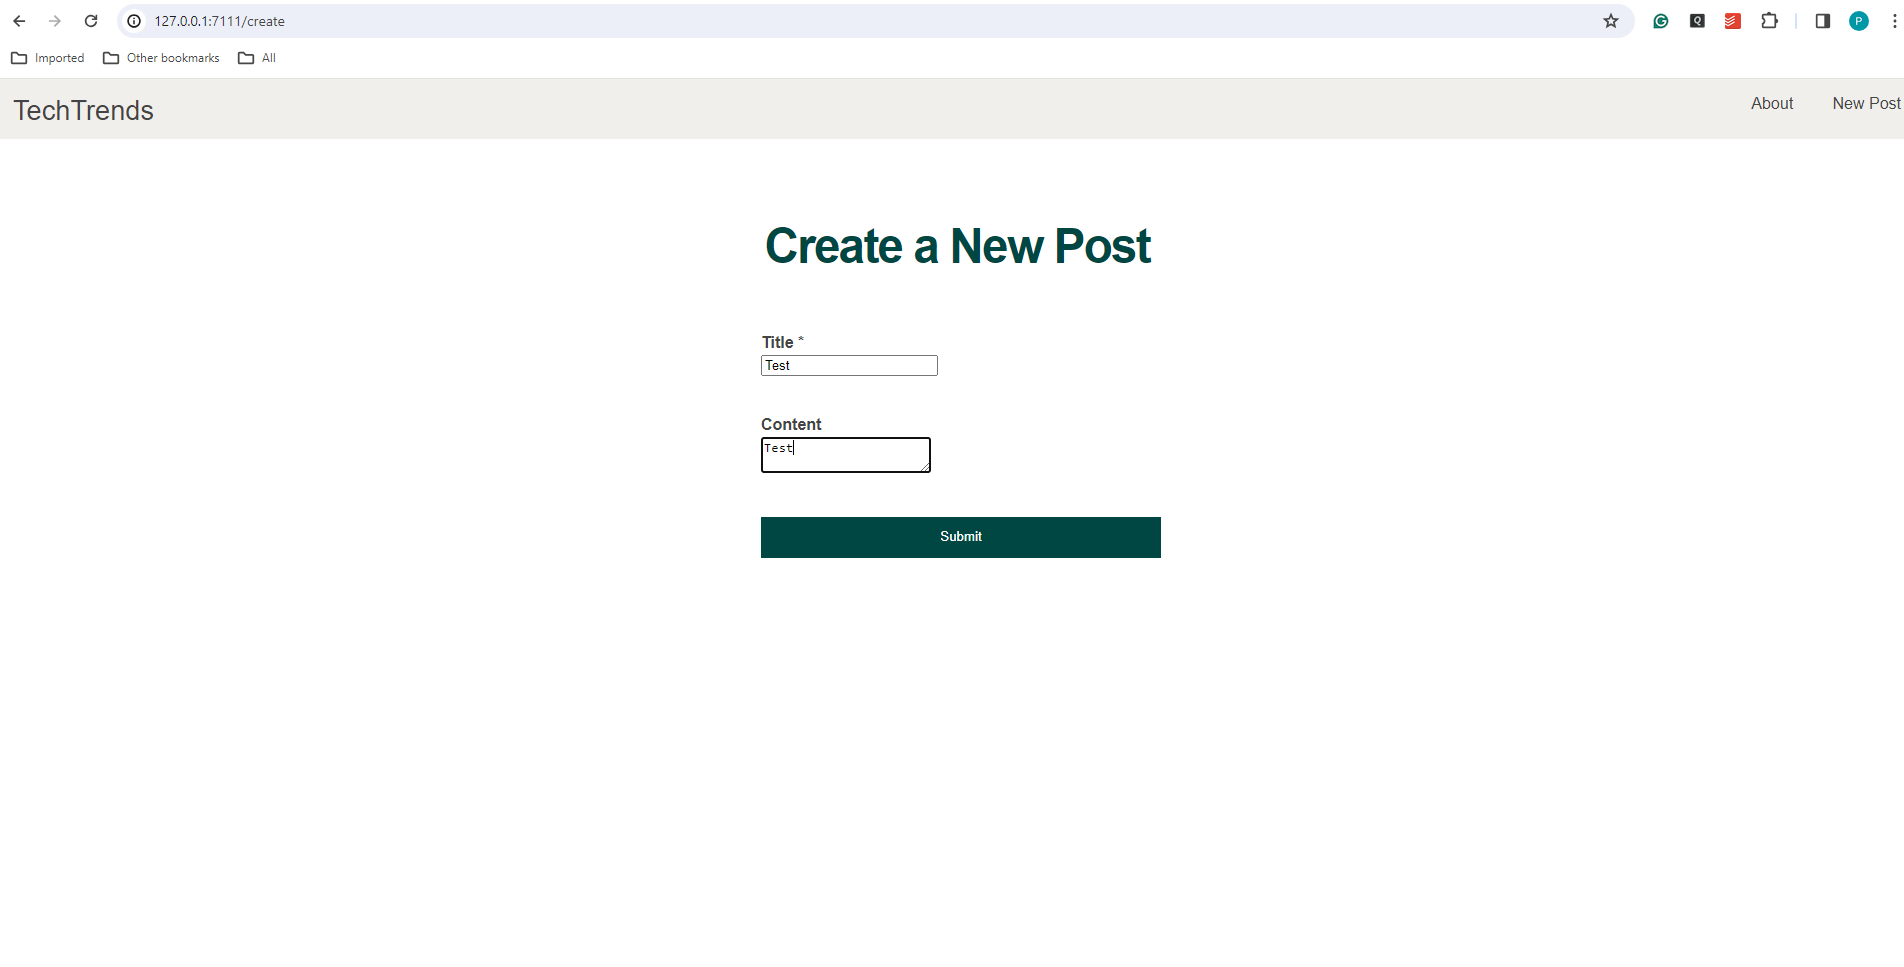 127.0.0.1:7111/create
P
Imported Other bookmarks All
TechTrends About New Post
Create a New Post
Title *
Test
Content
Test
Submit